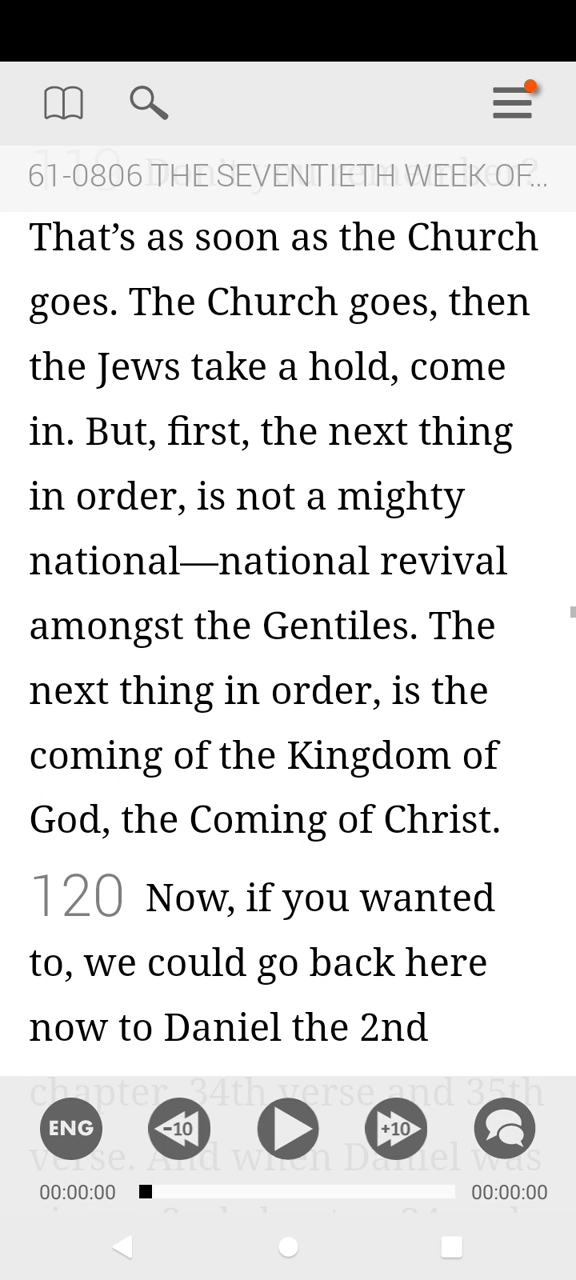 61-0806 THE SEVENTIETH WEEK OF...
That's as soon as the Church
goes. The Church goes, then
the Jews take a hold, come
in. But, first, the next thing
in order, is not a mighty
national—national revival
amongst the Gentiles. The
next thing in order, is the
coming of the Kingdom of
God, the Coming of Christ.
120 Now, if you wanted
to, we could go back here
now to Daniel the 2nd
chapter, 34th verse and 35th
verse. And when Daniel was
ENG -10 +10
00:00:00 00:00:00